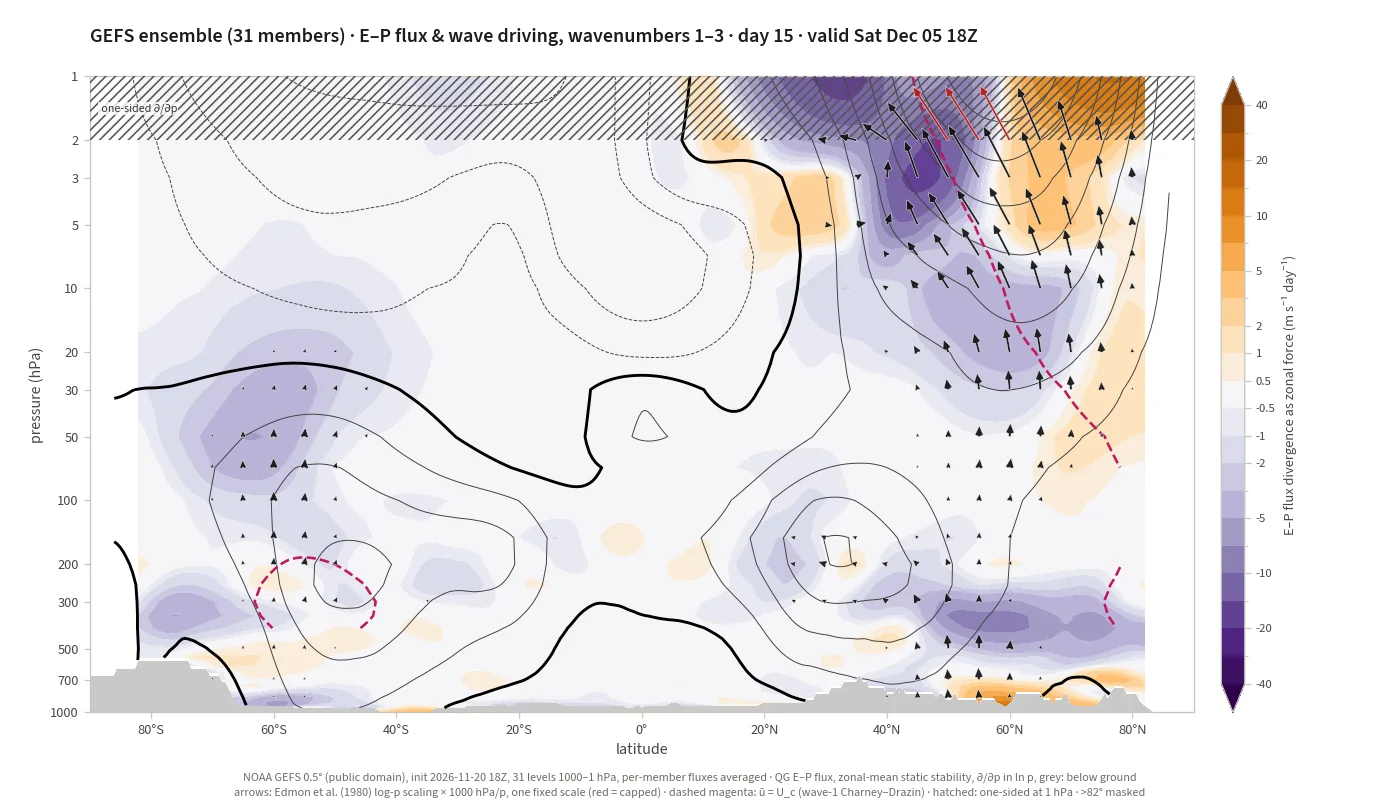 GEFS ensemble (31 members) · E–P flux & wave driving, wavenumbers 1–3 · day 15 · valid Sat Dec 05 18Z
one-sided ∂/∂p
1
2
3
5
10
20
30
50
100
200
300
500
700
1000
pressure (hPa)
80°S
60°S
40°S
20°S
0°
20°N
40°N
60°N
80°N
latitude
40
20
10
5
2
1
0.5
-0.5
-1
-2
-5
-10
-20
-40
E–P flux divergence as zonal force (m s⁻¹ day⁻¹)
NOAA GEFS 0.5° (public domain), init 2026-11-20 18Z, 31 levels 1000–1 hPa, per-member fluxes averaged · QG E–P flux, zonal-mean static stability, ∂/∂p in ln p, grey: below ground
arrows: Edmon et al. (1980) log-p scaling × 1000 hPa/p, one fixed scale (red = capped) · dashed magenta: ū = U_c (wave-1 Charney–Drazin) · hatched: one-sided at 1 hPa · >82° masked